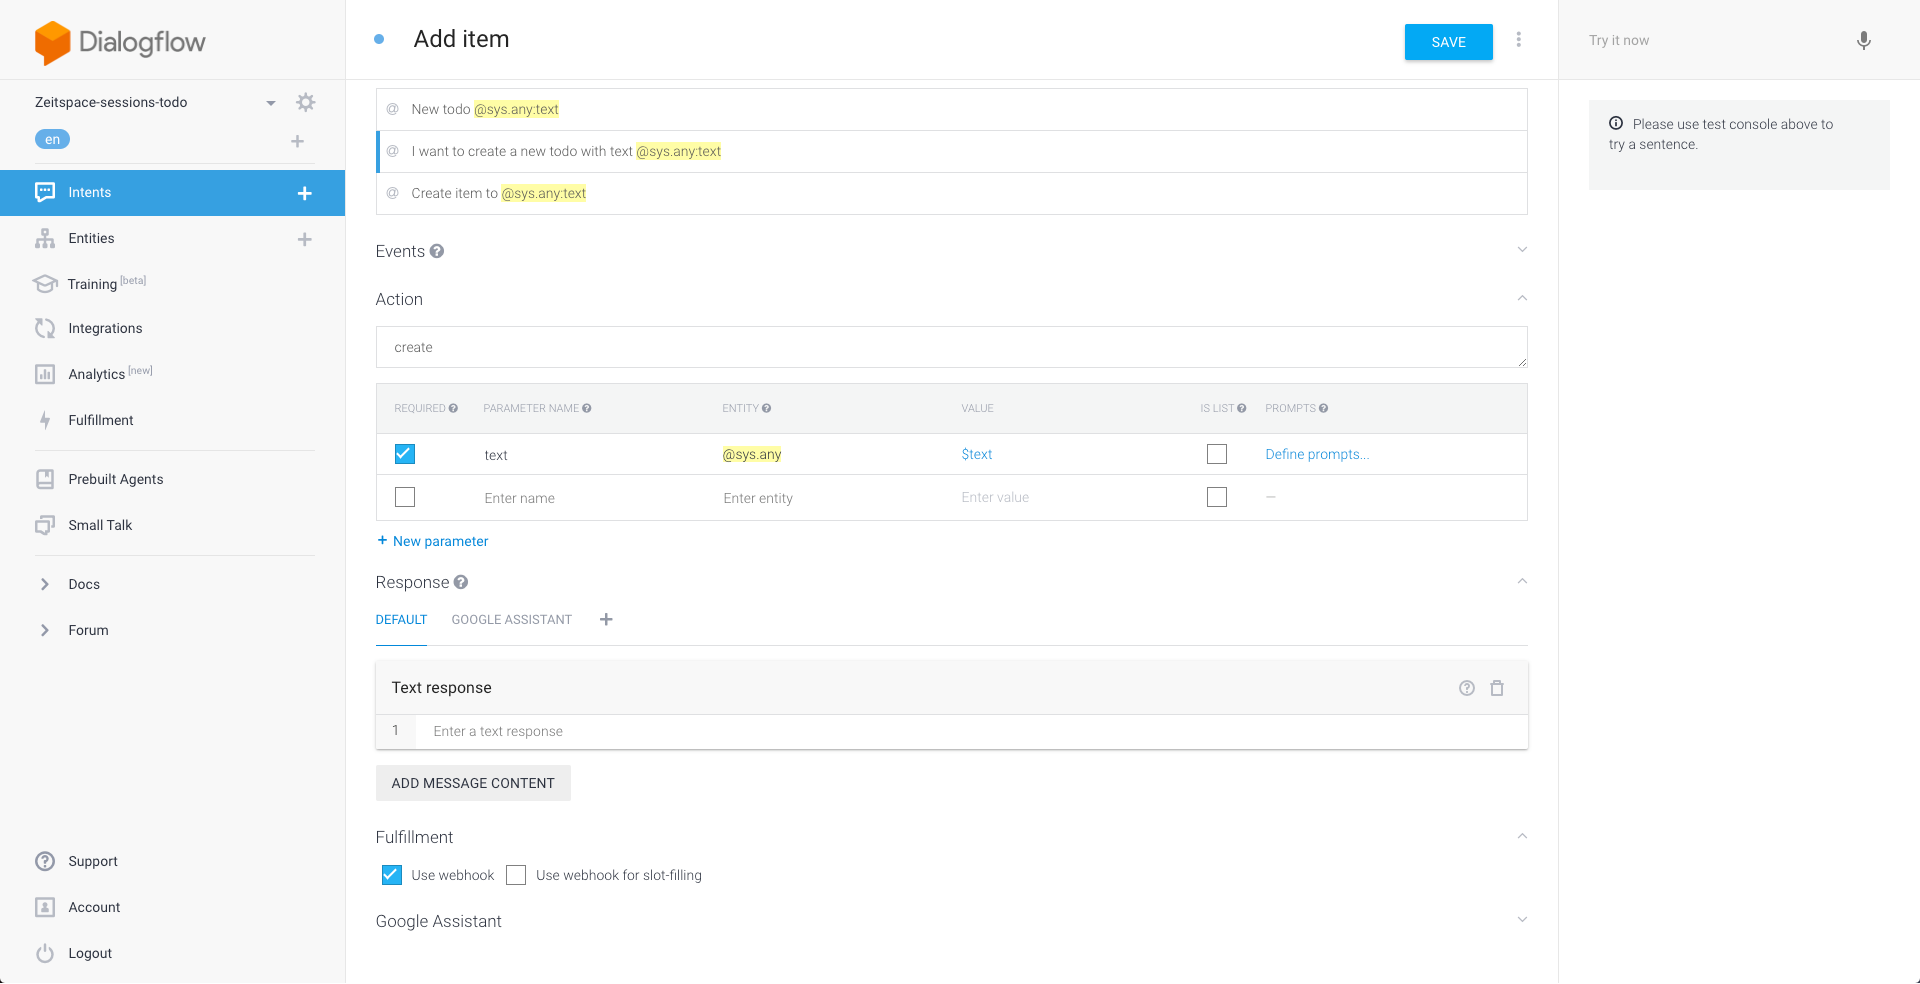 Dialogflow
Zeitspace-sessions-todo
en
Intents
Entities
Training [beta]
Integrations
Analytics [new]
Fulfillment
Prebuilt Agents
Small Talk
Docs
Forum
Support
Account
Logout
Add item
SAVE
@ New todo @sys.any:text
@ I want to create a new todo with text @sys.any:text
@ Create item to @sys.any:text
Events
Action
create
REQUIRED PARAMETER NAME ENTITY VALUE IS LIST PROMPTS
text @sys.any $text Define prompts...
Enter name Enter entity Enter value –
+ New parameter
Response
DEFAULT GOOGLE ASSISTANT +
Text response
1 Enter a text response
ADD MESSAGE CONTENT
Fulfillment
Use webhook Use webhook for slot-filling
Google Assistant
Try it now
Please use test console above to
try a sentence.